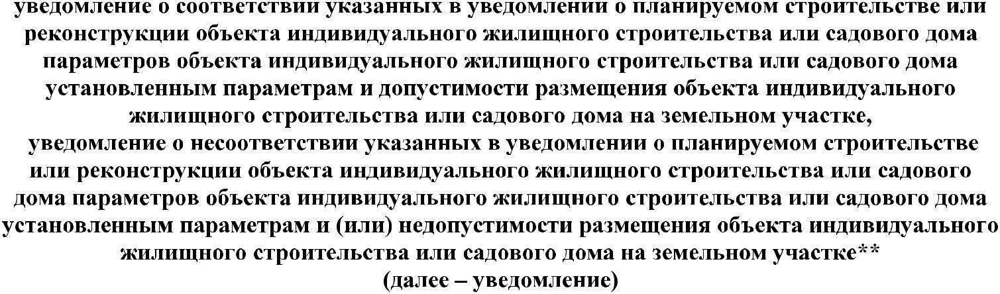 уведомление о соответствии указанных в уведомлении о планируемом строительстве или
реконструкции объекта индивидуального жилищного строительства или садового дома
параметров объекта индивидуального жилищного строительства или садового дома
установленным параметрам и допустимости размещения объекта индивидуального
жилищного строительства или садового дома на земельном участке,
уведомление о несоответствии указанных в уведомлении о планируемом строительстве
или реконструкции объекта индивидуального жилищного строительства или садового
дома параметров объекта индивидуального жилищного строительства или садового дома
установленным параметрам и (или) недопустимости размещения объекта индивидуального
жилищного строительства или садового дома на земельном участке**
(далее – уведомление)